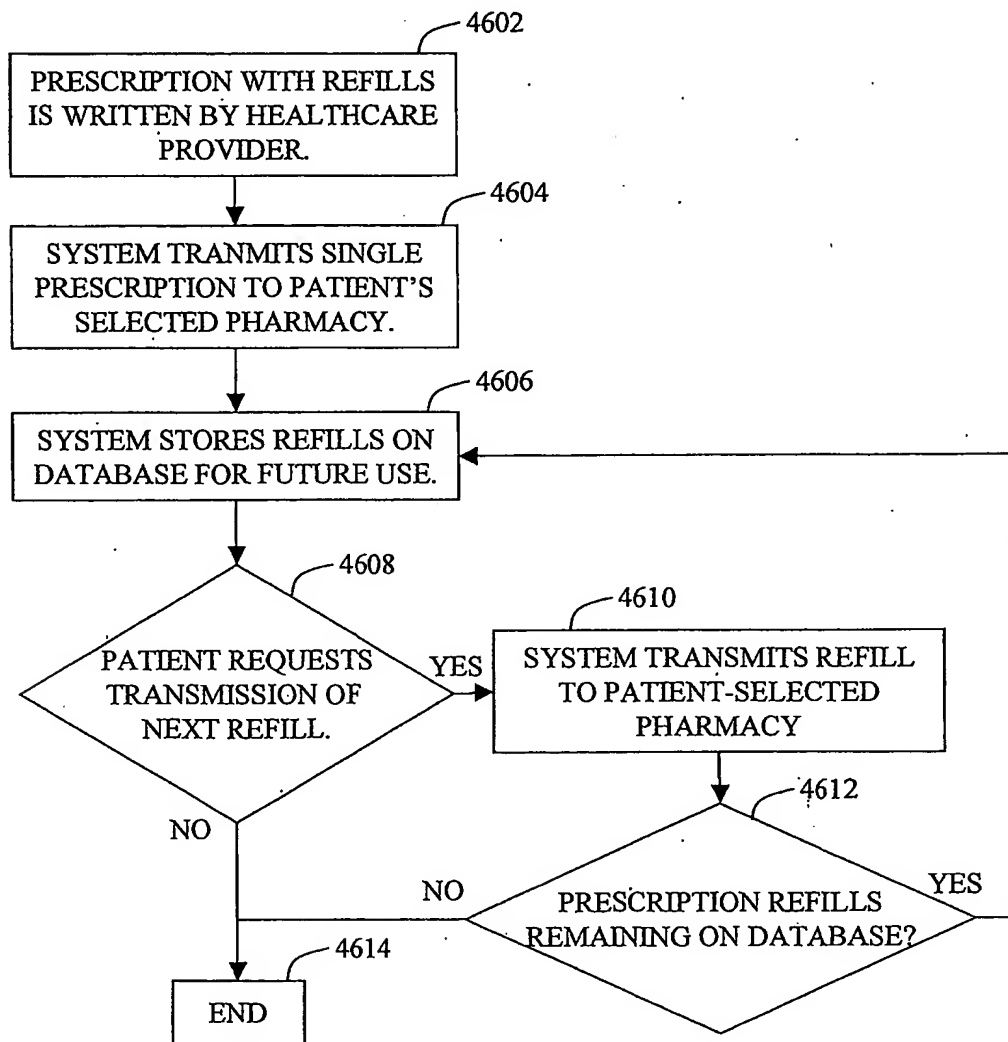 4602
PRESCRIPTION WITH REFILLS
IS WRITTEN BY HEALTHCARE
PROVIDER.
4604
SYSTEM TRANMITS SINGLE
PRESCRIPTION TO PATIENT'S
SELECTED PHARMACY.
4606
SYSTEM STORES REFILLS ON
DATABASE FOR FUTURE USE.
4608
PATIENT REQUESTS
TRANSMISSION OF
NEXT REFILL.
YES
4610
SYSTEM TRANSMITS REFILL
TO PATIENT-SELECTED
PHARMACY
NO
4612
PRESCRIPTION REFILLS
REMAINING ON DATABASE?
NO
YES
4614
END